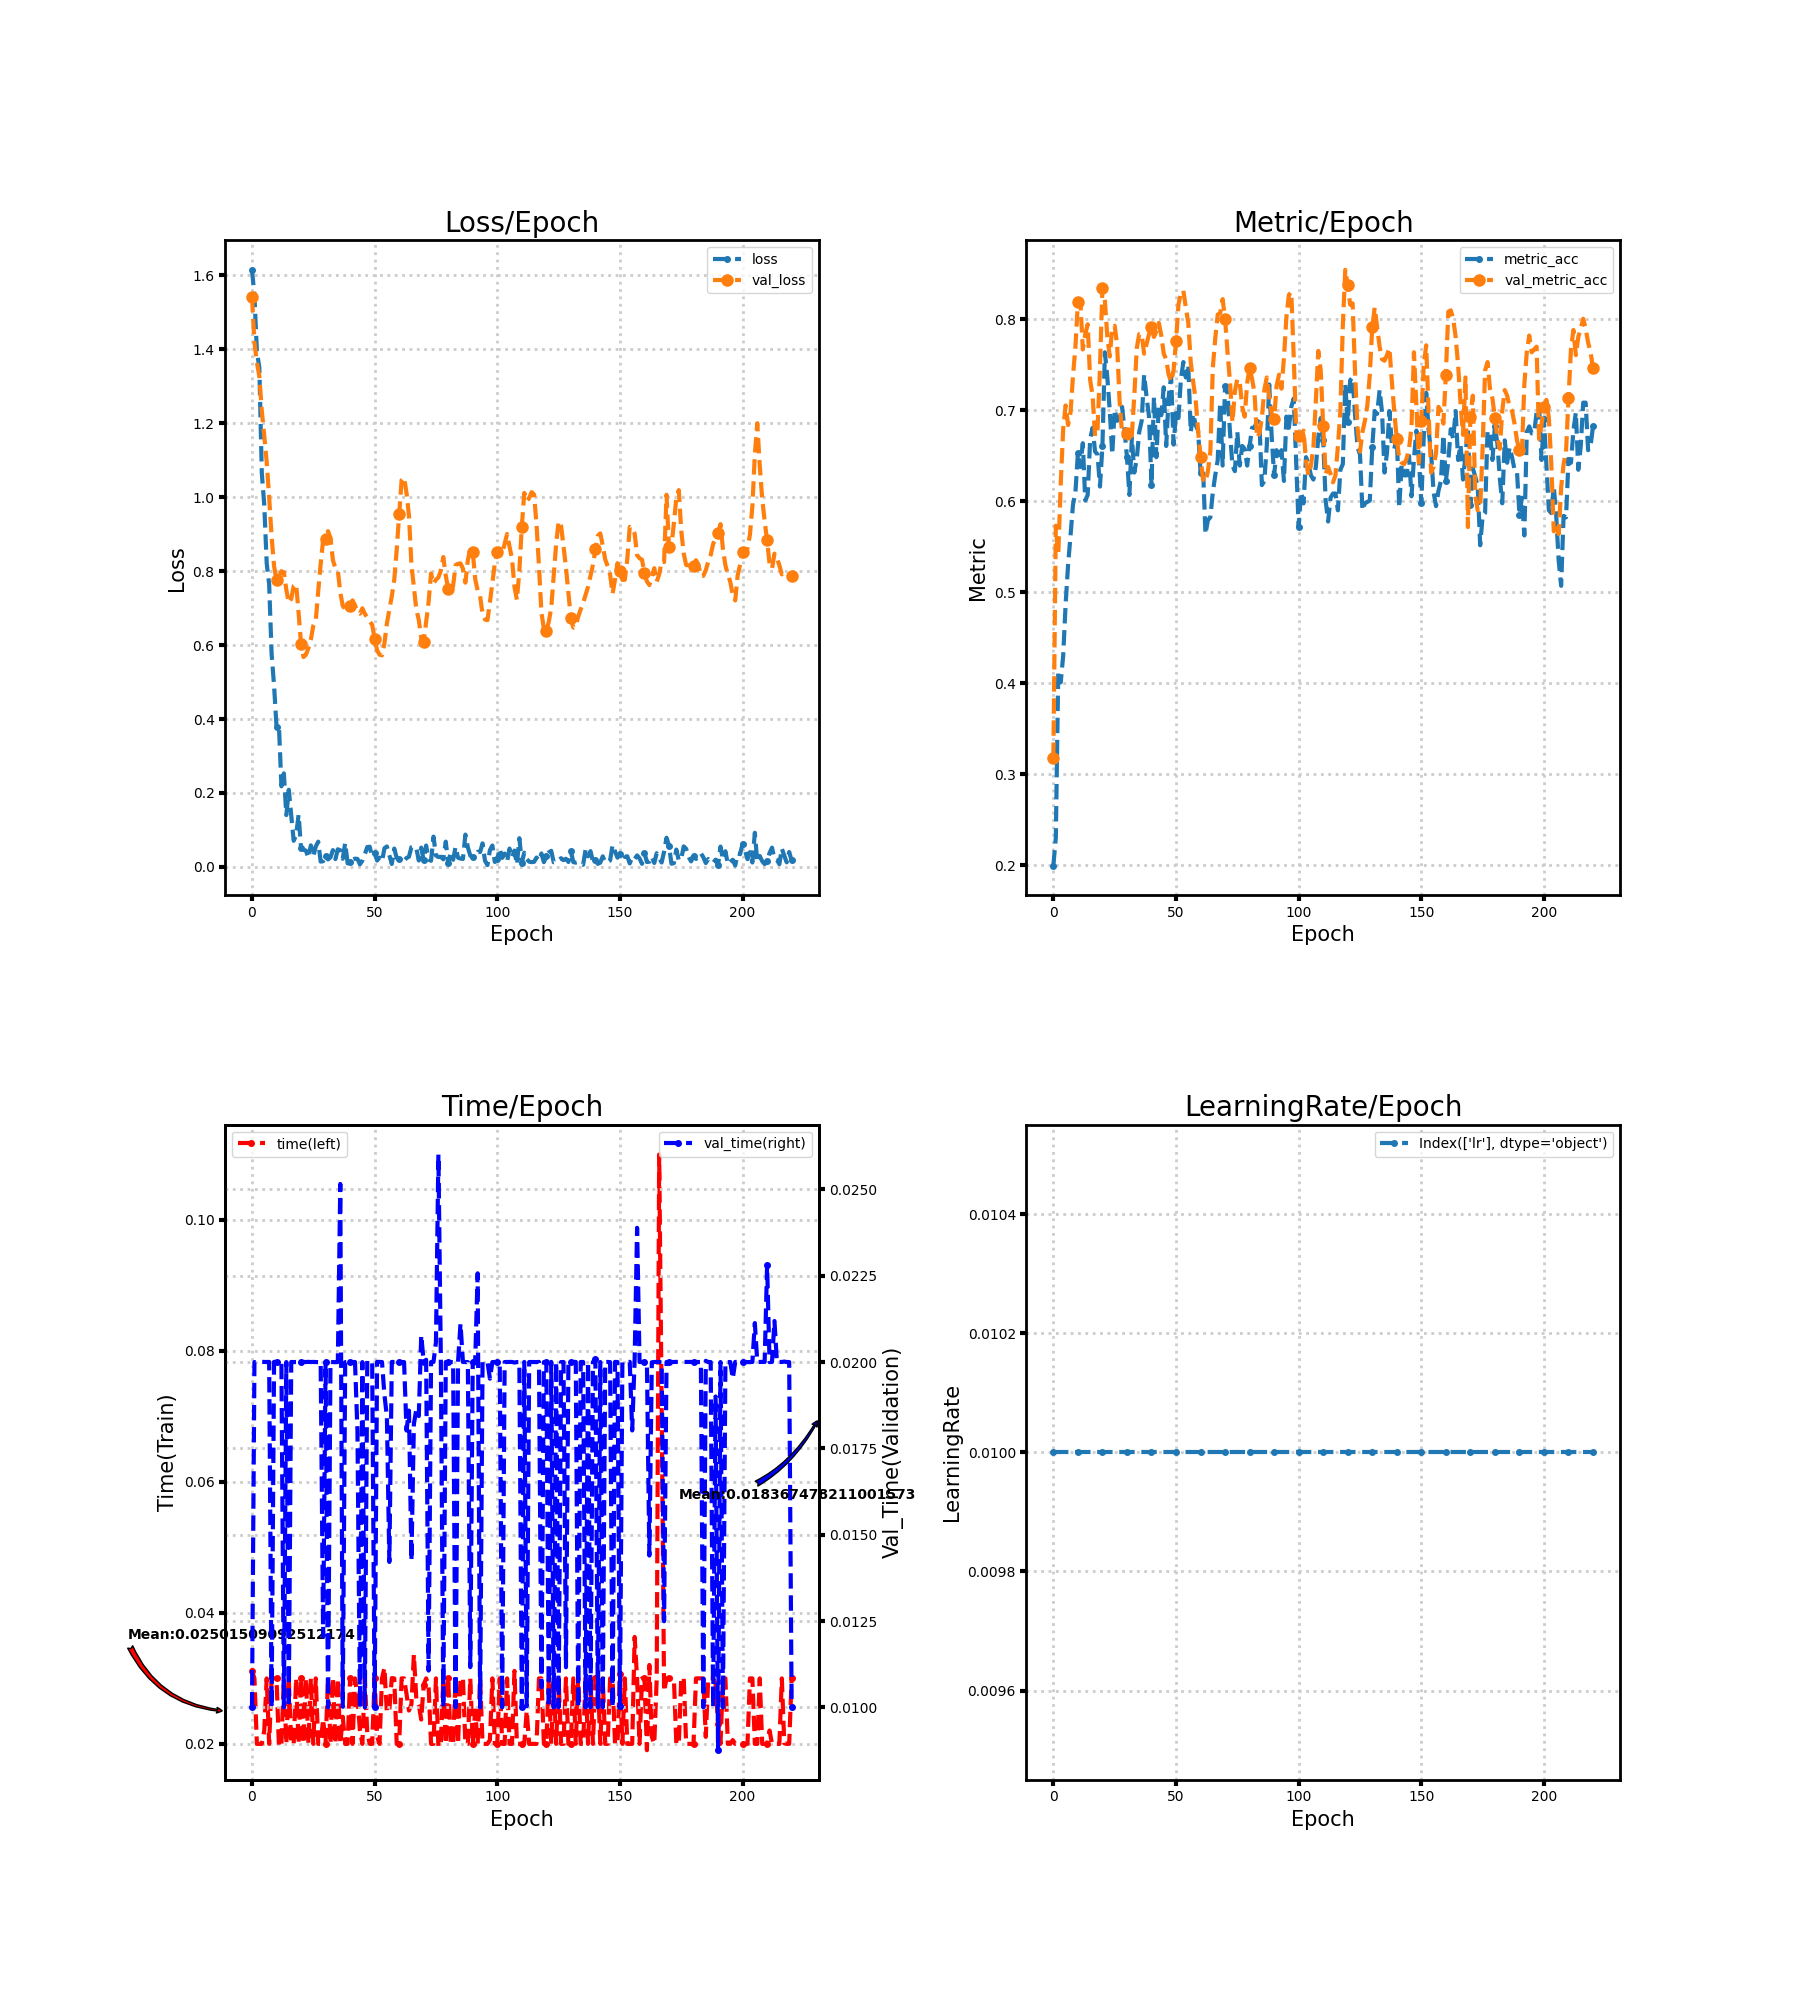 Loss/Epoch
loss
val_loss
1.6
1.4
1.2
1.0
0.8
0.6
0.4
0.2
0.0
Loss
0
50
100
150
200
Epoch
Metric/Epoch
metric_acc
val_metric_acc
0.8
0.7
0.6
0.5
0.4
0.3
0.2
Metric
0
50
100
150
200
Epoch
Time/Epoch
time(left)
val_time(right)
0.10
0.08
0.06
0.04
0.02
Time(Train)
0.0250
0.0225
0.0200
0.0175
0.0150
0.0125
0.0100
Val_Time(Validation)
0
50
100
150
200
Epoch
LearningRate/Epoch
Index(['lr'], dtype='object')
0.0104
0.0102
0.0100
0.0098
0.0096
LearningRate
0
50
100
150
200
Epoch